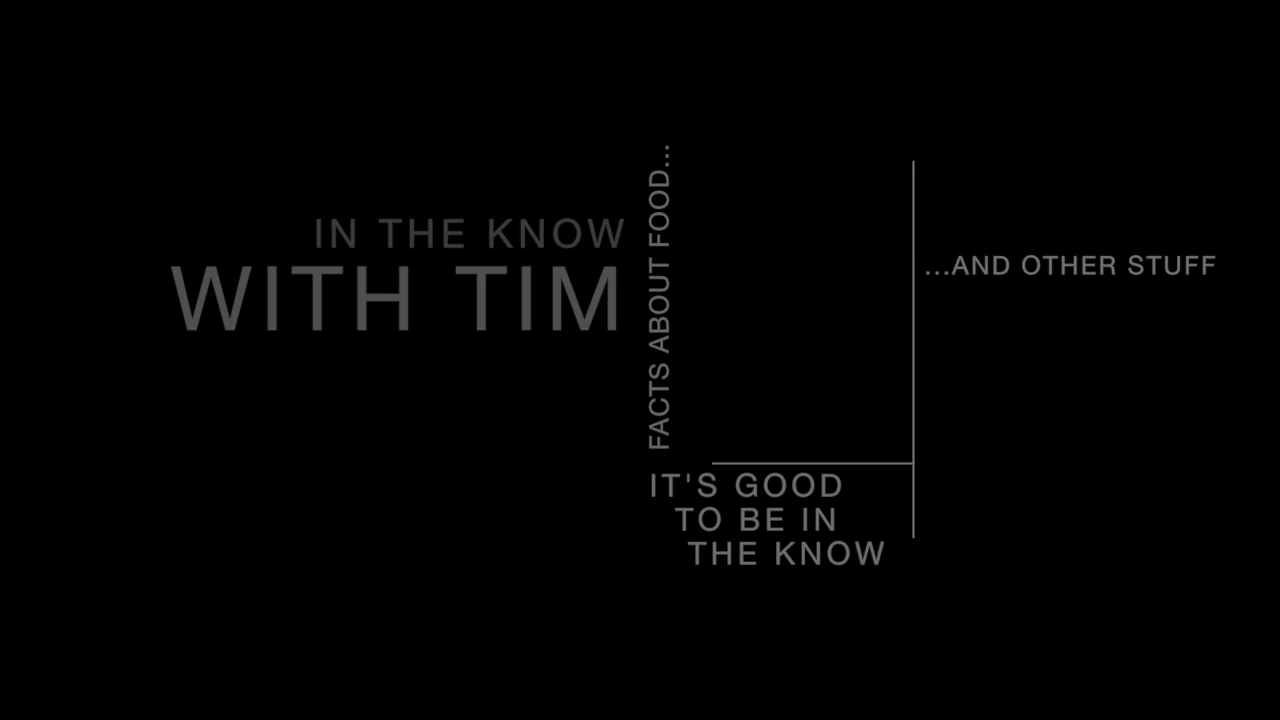 IN THE KNOW
WITH TIM
FACTS ABOUT FOOD...
...AND OTHER STUFF
IT'S GOOD
TO BE IN
THE KNOW